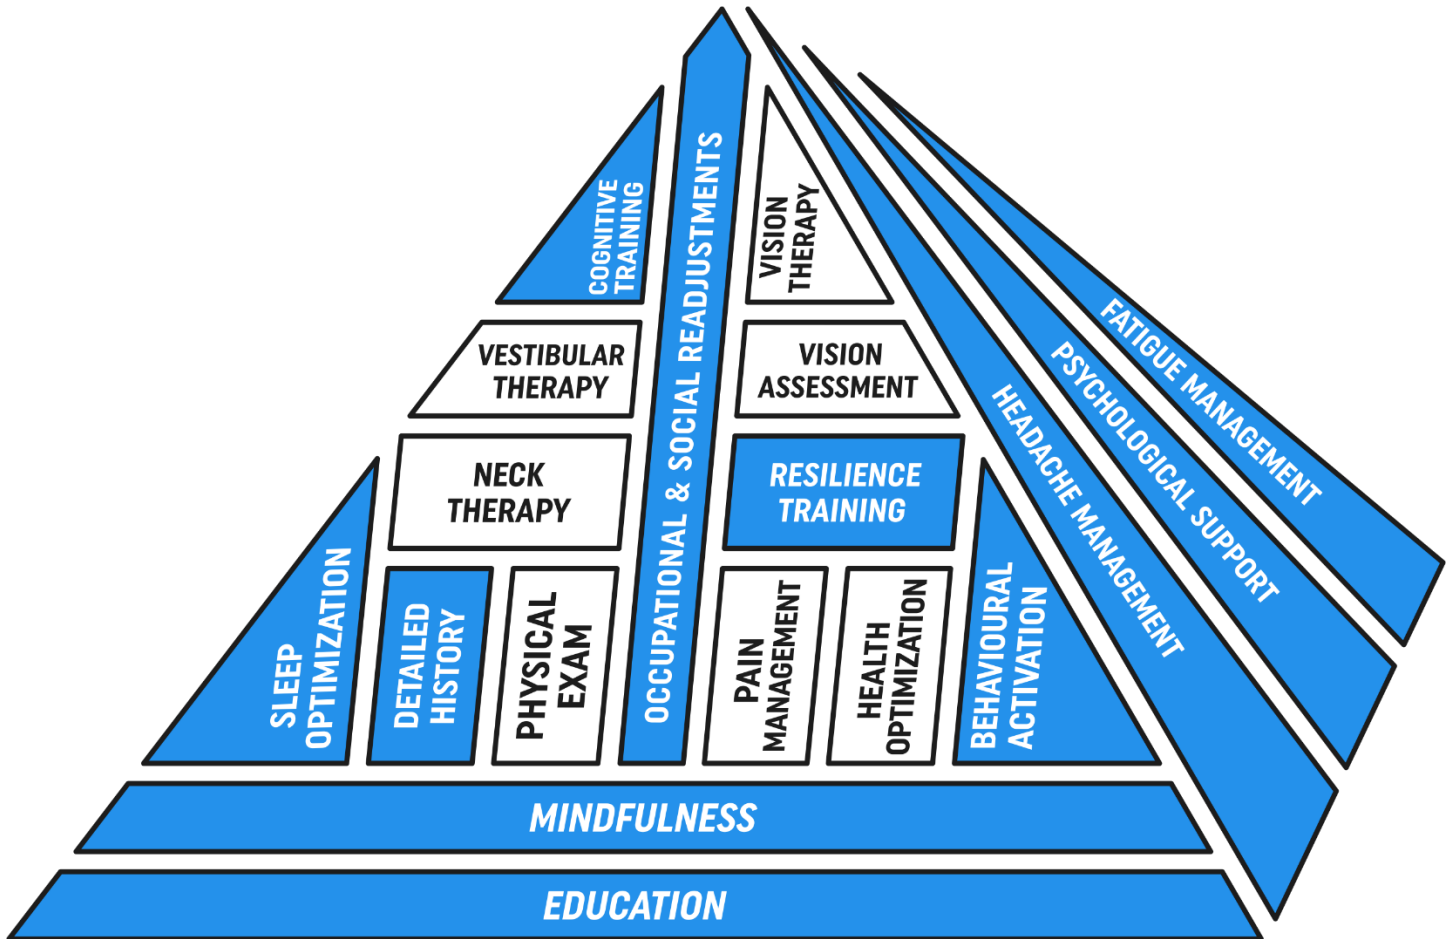 COGNITIVE
TRAINING
OCCUPATIONAL & SOCIAL READJUSTMENTS
VISION
THERAPY
VESTIBULAR
THERAPY
VISION
ASSESSMENT
NECK
THERAPY
RESILIENCE
TRAINING
SLEEP
OPTIMIZATION
DETAILED
HISTORY
PHYSICAL
EXAM
PAIN
MANAGEMENT
HEALTH
OPTIMIZATION
BEHAVIOURAL
ACTIVATION
HEADACHE MANAGEMENT
PSYCHOLOGICAL SUPPORT
FATIGUE MANAGEMENT
MINDFULNESS
EDUCATION